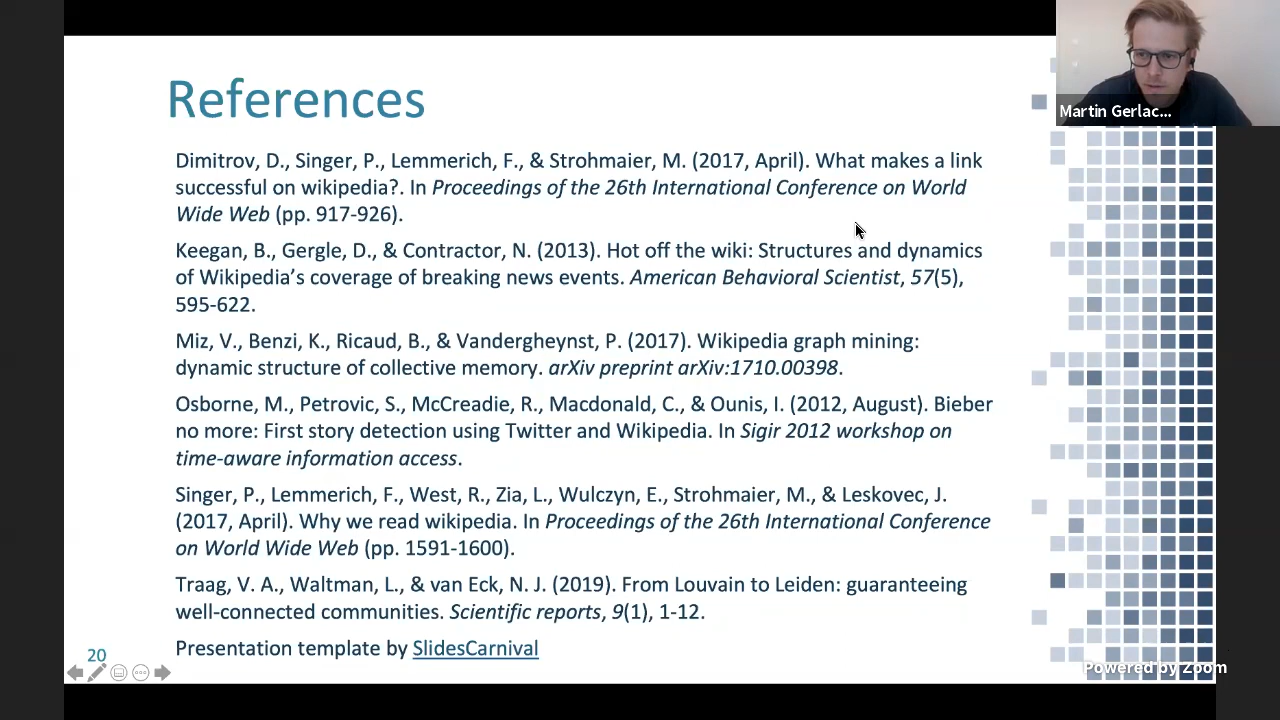 References
Martin Gerlac...
Dimitrov, D., Singer, P., Lemmerich, F., & Strohmaier, M. (2017, April). What makes a link
successful on wikipedia?. In Proceedings of the 26th International Conference on World
Wide Web (pp. 917-926).
Keegan, B., Gergle, D., & Contractor, N. (2013). Hot off the wiki: Structures and dynamics
of Wikipedia’s coverage of breaking news events. American Behavioral Scientist, 57(5),
595-622.
Miz, V., Benzi, K., Ricaud, B., & Vandergheynst, P. (2017). Wikipedia graph mining:
dynamic structure of collective memory. arXiv preprint arXiv:1710.00398.
Osborne, M., Petrovic, S., McCreadie, R., Macdonald, C., & Ounis, I. (2012, August). Bieber
no more: First story detection using Twitter and Wikipedia. In Sigir 2012 workshop on
time-aware information access.
Singer, P., Lemmerich, F., West, R., Zia, L., Wulczyn, E., Strohmaier, M., & Leskovec, J.
(2017, April). Why we read wikipedia. In Proceedings of the 26th International Conference
on World Wide Web (pp. 1591-1600).
Traag, V. A., Waltman, L., & van Eck, N. J. (2019). From Louvain to Leiden: guaranteeing
well-connected communities. Scientific reports, 9(1), 1-12.
Presentation template by SlidesCarnival
20
Powered by Zoom